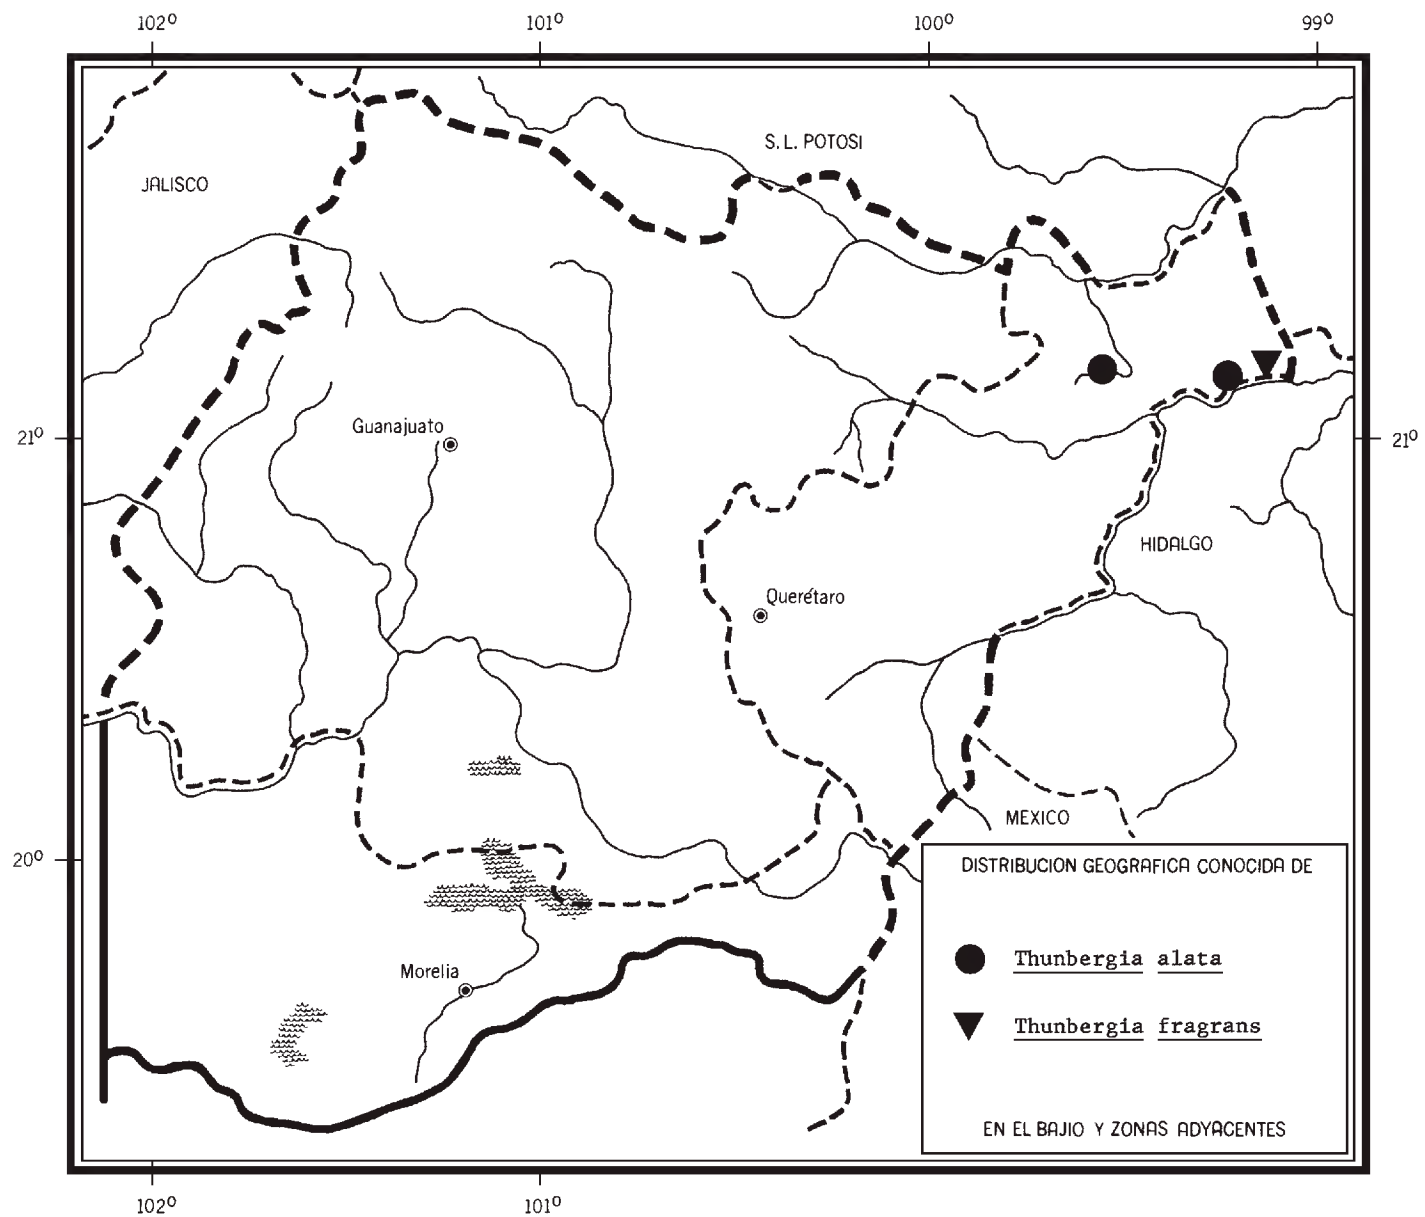 102º 101º 100º 99º
S. L. POTOSI
JALISCO
Guanajuato
21º 21º
HIDALGO
Querétaro
MEXICO
20º
DISTRIBUCION GEOGRAFICA CONOCIDA DE
Thunbergia alata
Morelia
Thunbergia fragrans
EN EL BAJIO Y ZONAS ADYACENTES
102º 101º